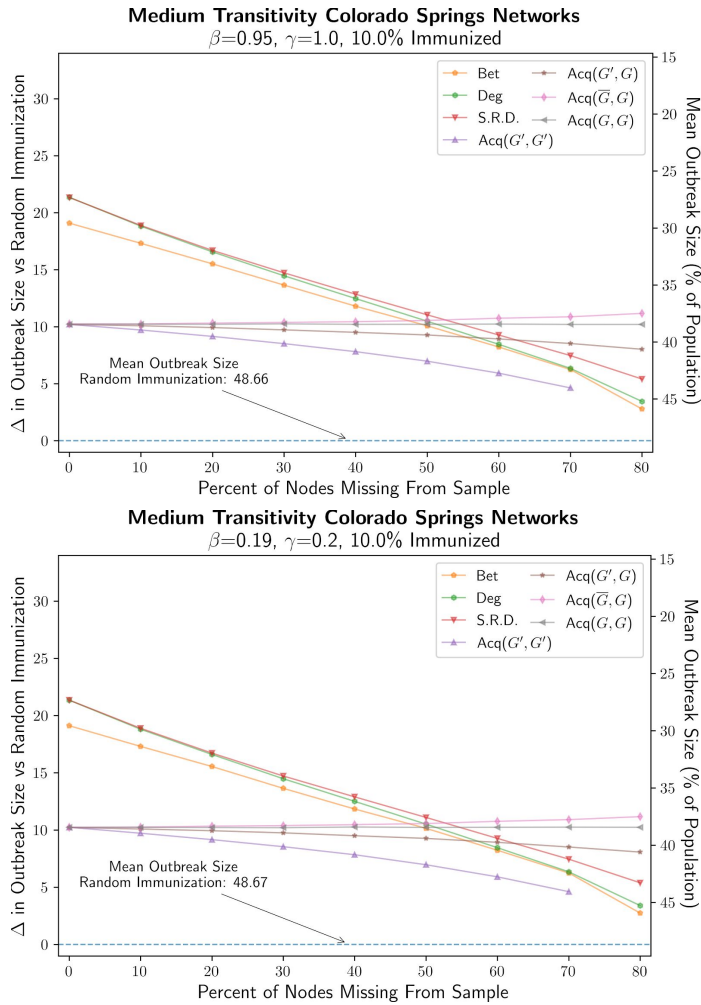 Medium Transitivity Colorado Springs Networks
β=0.95, γ=1.0, 10.0% Immunized
Δ in Outbreak Size vs Random Immunization
Mean Outbreak Size (% of Population)
30
25
20
15
10
5
0
15
20
25
30
35
40
45
Bet
Deg
S.R.D.
Acq(G′, G′)
Acq(G′, G)
Acq(G̅, G)
Acq(G, G)
Mean Outbreak Size
Random Immunization: 48.66
0 10 20 30 40 50 60 70 80
Percent of Nodes Missing From Sample
Medium Transitivity Colorado Springs Networks
β=0.19, γ=0.2, 10.0% Immunized
Δ in Outbreak Size vs Random Immunization
Mean Outbreak Size (% of Population)
30
25
20
15
10
5
0
15
20
25
30
35
40
45
Bet
Deg
S.R.D.
Acq(G′, G′)
Acq(G′, G)
Acq(G̅, G)
Acq(G, G)
Mean Outbreak Size
Random Immunization: 48.67
0 10 20 30 40 50 60 70 80
Percent of Nodes Missing From Sample